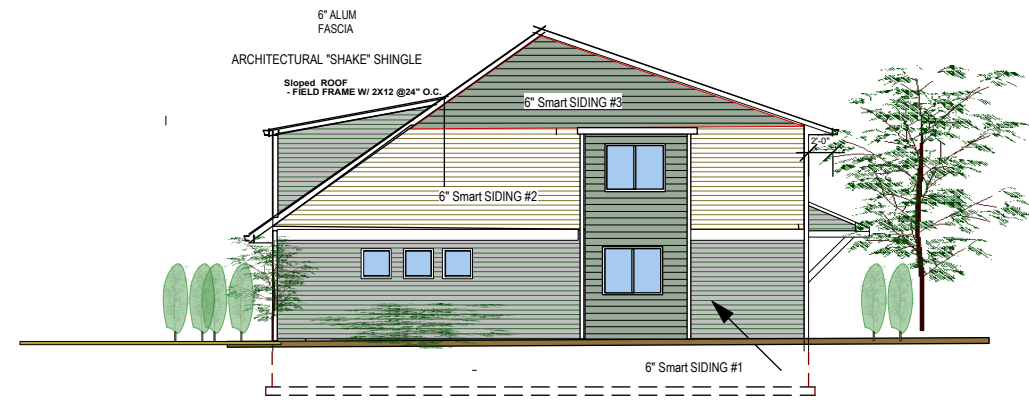 6" ALUM
FASCIA
ARCHITECTURAL "SHAKE" SHINGLE
Sloped ROOF
- FIELD FRAME W/ 2X12 @24" O.C.
6" Smart SIDING #3
2'-0"
6" Smart SIDING #2
6" Smart SIDING #1